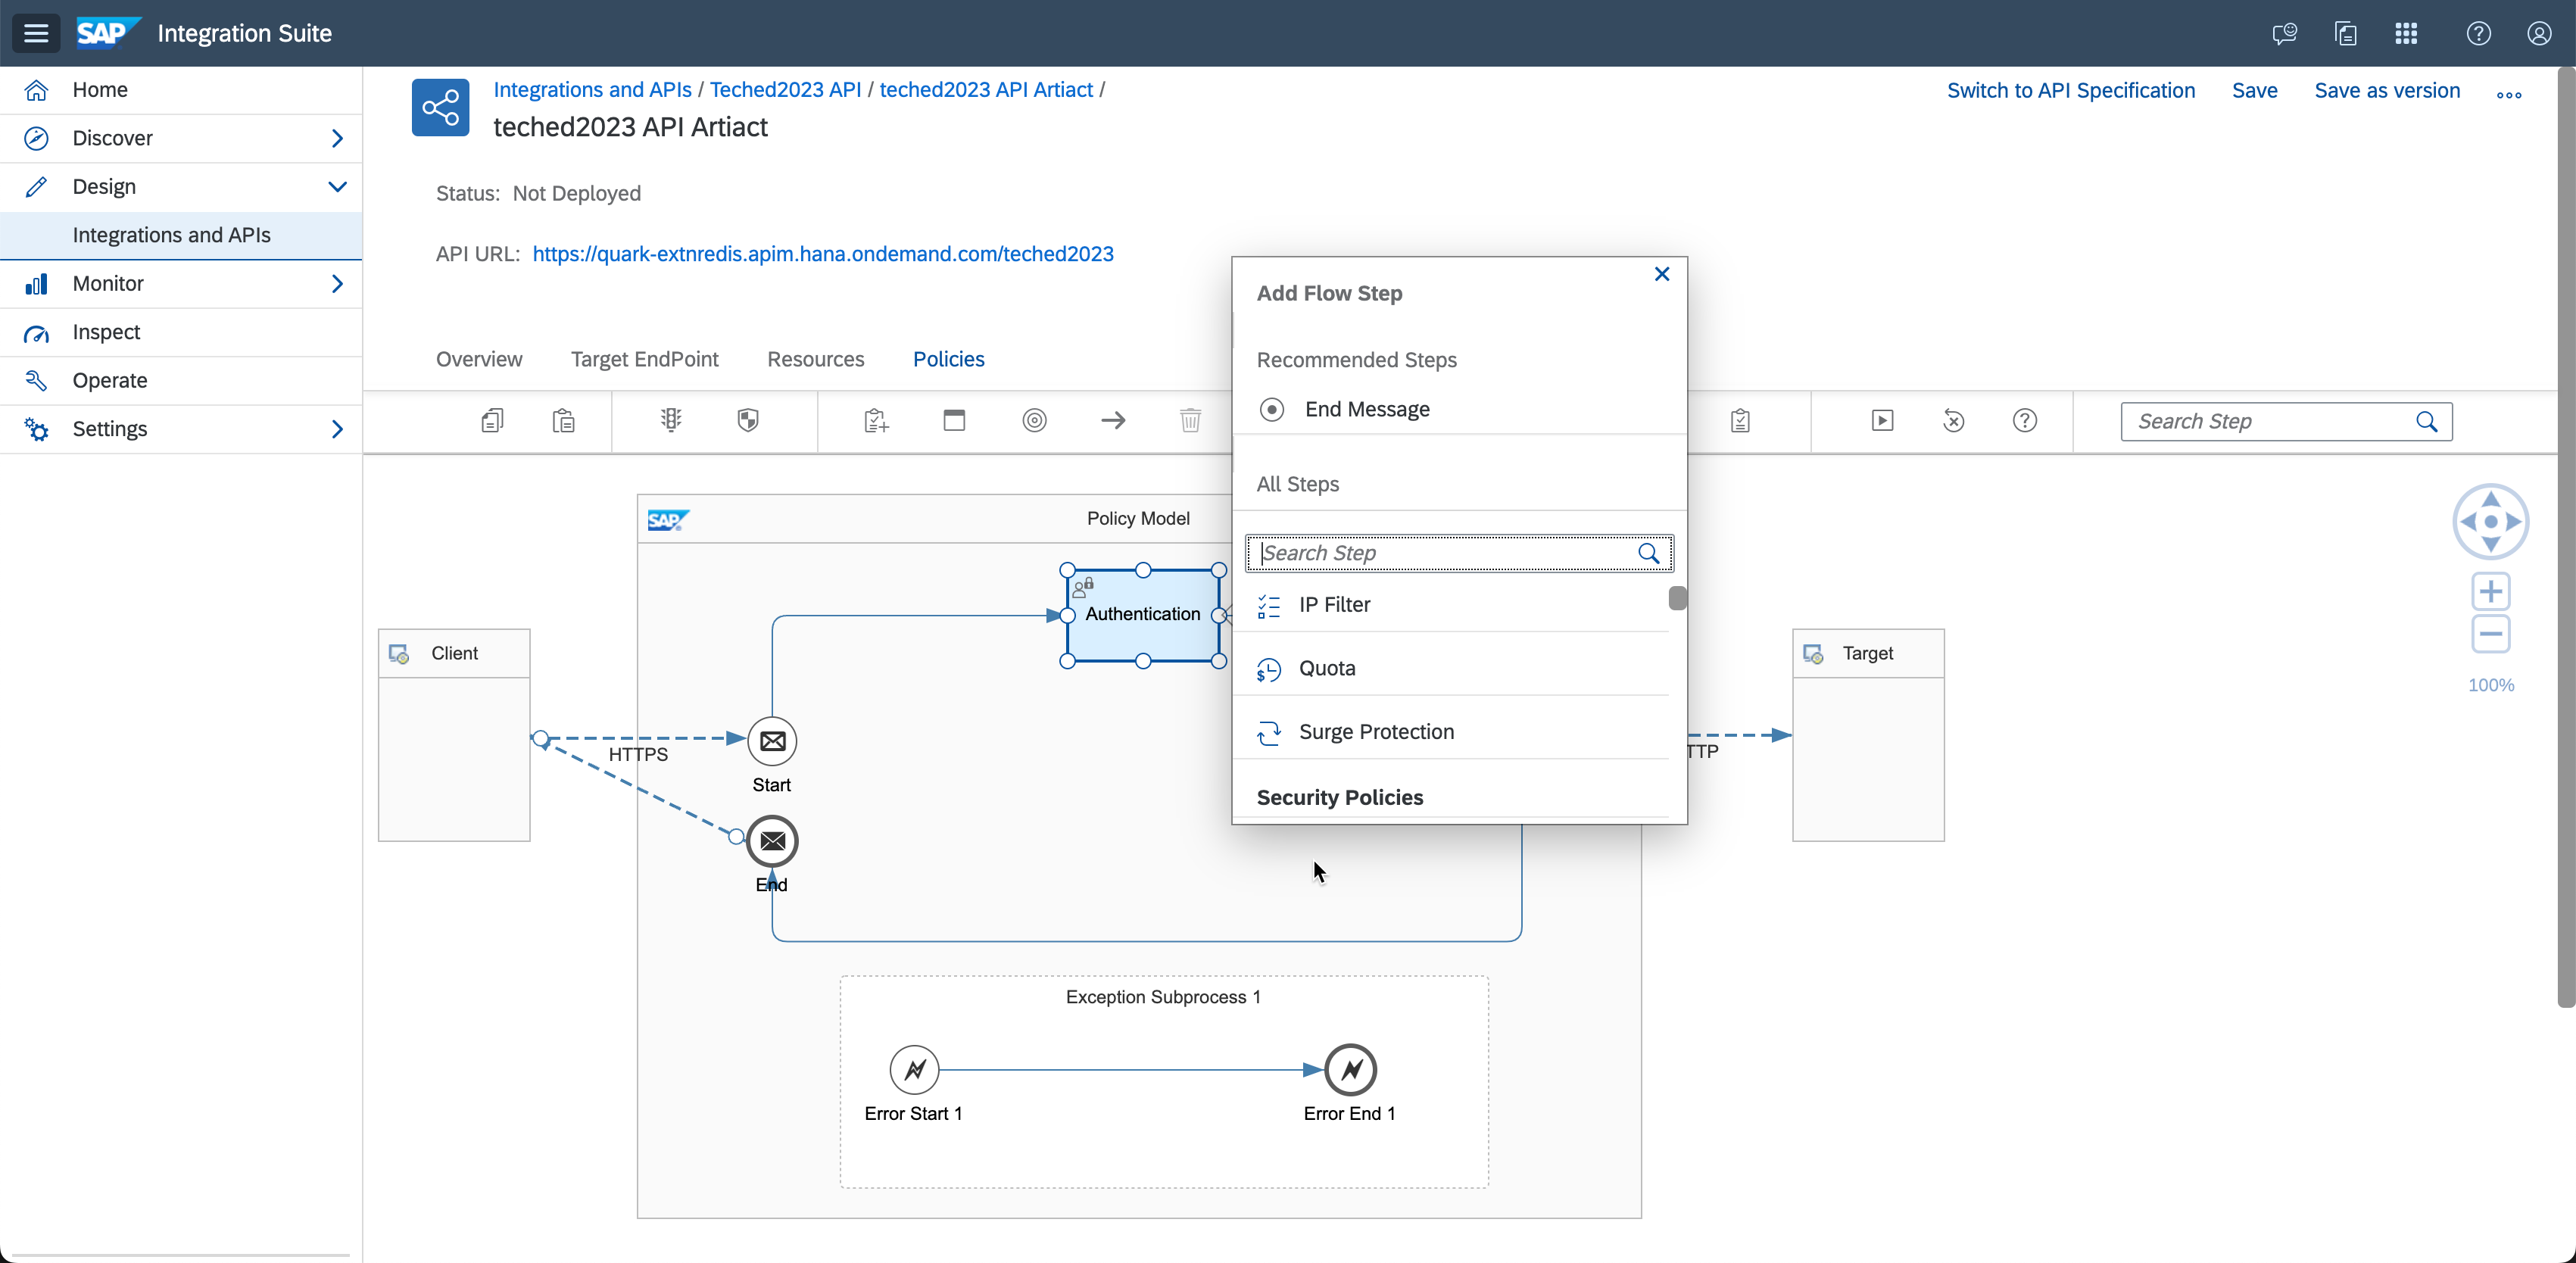 SAP Integration Suite
Home
Discover
Design
Integrations and APIs
Monitor
Inspect
Operate
Settings
Integrations and APIs / Teched2023 API / teched2023 API Artiact /
teched2023 API Artiact
Switch to API Specification Save Save as version
Status: Not Deployed
API URL: https://quark-extnredis.apim.hana.ondemand.com/teched2023
Overview Target EndPoint Resources Policies
Search Step
Add Flow Step
Recommended Steps
End Message
All Steps
Search Step
IP Filter
Quota
Surge Protection
Security Policies
SAP Policy Model
Authentication
Client
HTTPS
Start
End
TTP
Target
100%
Exception Subprocess 1
Error Start 1
Error End 1